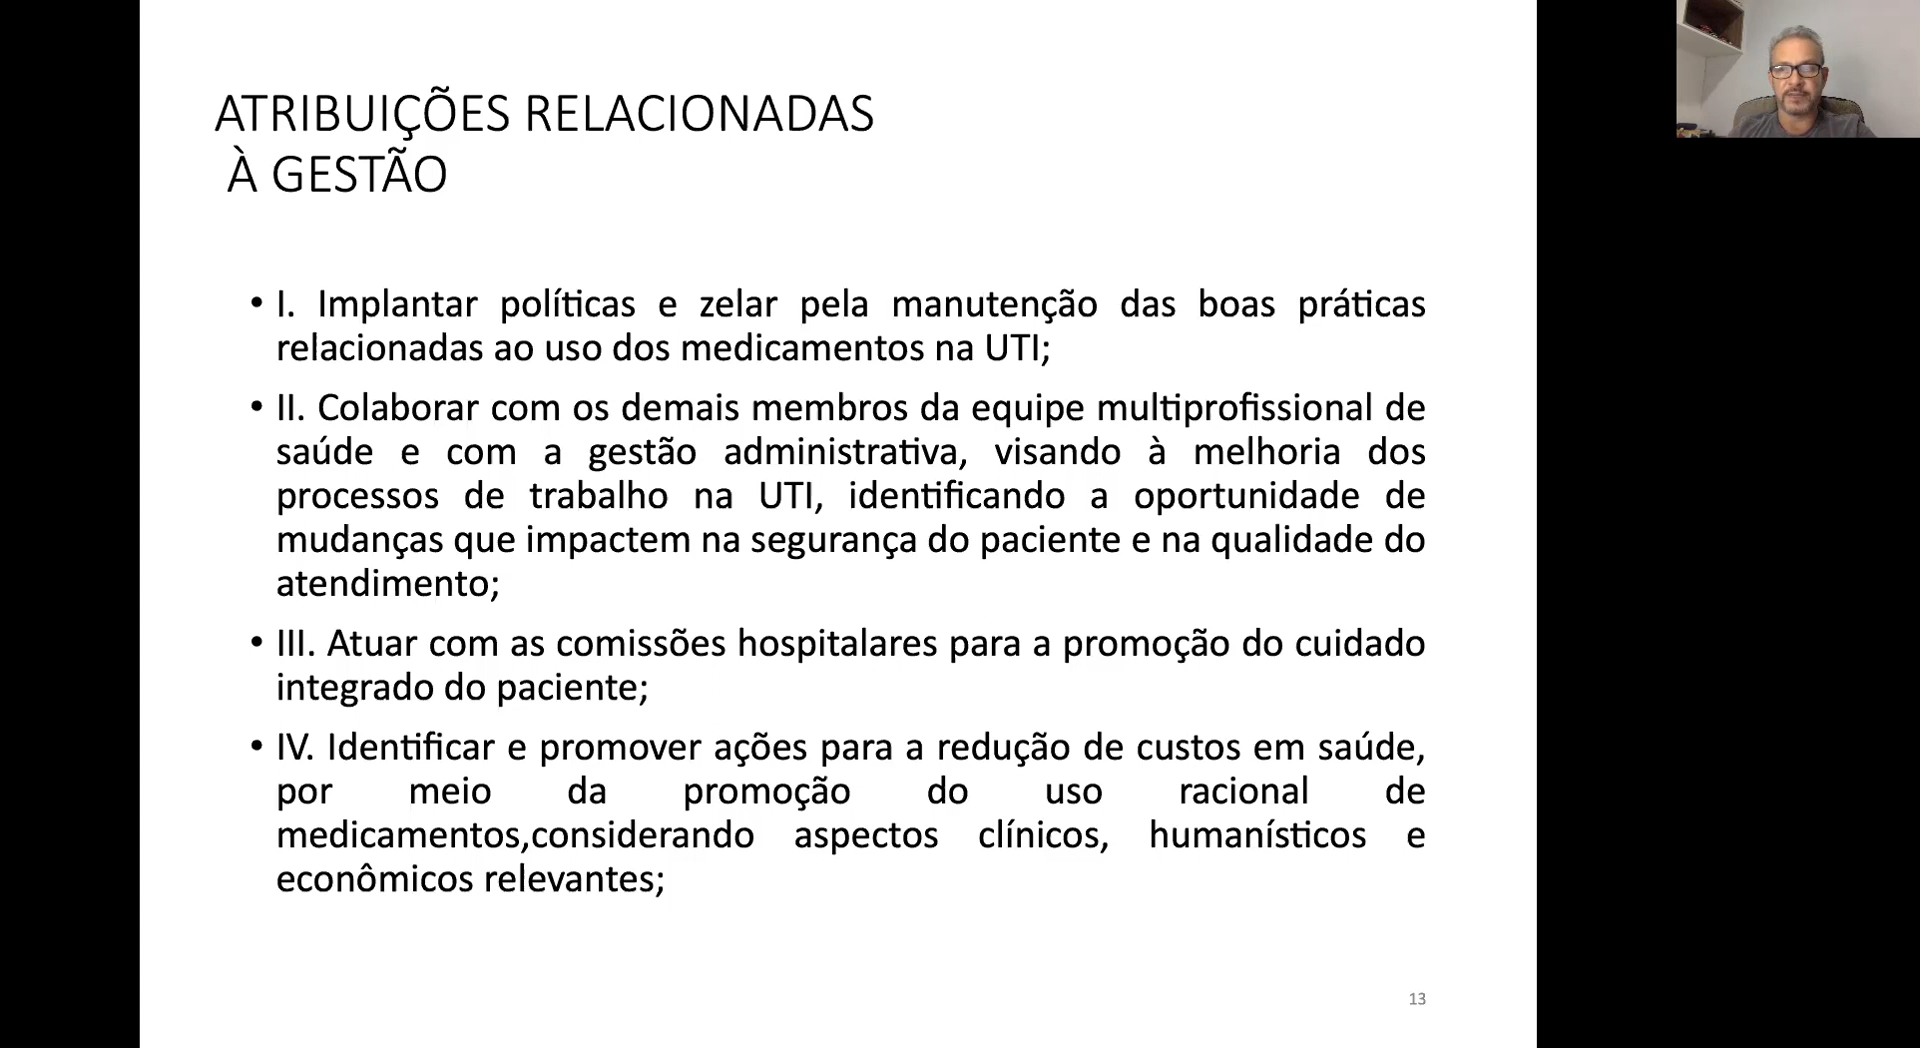 ATRIBUIÇÕES RELACIONADAS
À GESTÃO
• I. Implantar políticas e zelar pela manutenção das boas práticas
relacionadas ao uso dos medicamentos na UTI;
• II. Colaborar com os demais membros da equipe multiprofissional de
saúde e com a gestão administrativa, visando à melhoria dos
processos de trabalho na UTI, identificando a oportunidade de
mudanças que impactem na segurança do paciente e na qualidade do
atendimento;
• III. Atuar com as comissões hospitalares para a promoção do cuidado
integrado do paciente;
• IV. Identificar e promover ações para a redução de custos em saúde,
por meio da promoção do uso racional de
medicamentos,considerando aspectos clínicos, humanísticos e
econômicos relevantes;
13